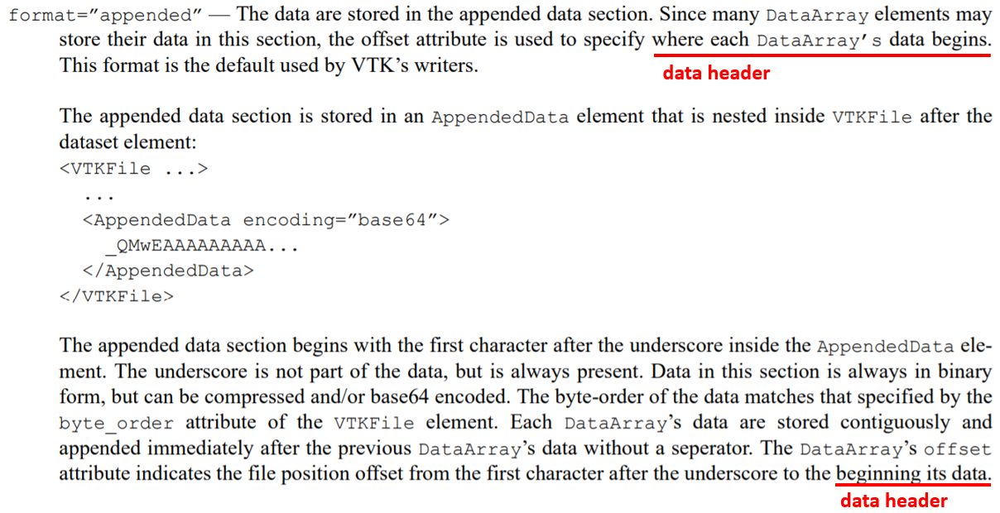 format="appended" — The data are stored in the appended data section. Since many DataArray elements may
store their data in this section, the offset attribute is used to specify where each DataArray's data begins.
data header
This format is the default used by VTK's writers.
The appended data section is stored in an AppendedData element that is nested inside VTKFile after the
dataset element:
<VTKFile ...>
...
<AppendedData encoding="base64">
_QMwEAAAAAAAAA...
</AppendedData>
</VTKFile>
The appended data section begins with the first character after the underscore inside the AppendedData ele-
ment. The underscore is not part of the data, but is always present. Data in this section is always in binary
form, but can be compressed and/or base64 encoded. The byte-order of the data matches that specified by the
byte_order attribute of the VTKFile element. Each DataArray's data are stored contiguously and
appended immediately after the previous DataArray's data without a seperator. The DataArray's offset
attribute indicates the file position offset from the first character after the underscore to the beginning its data.
data header